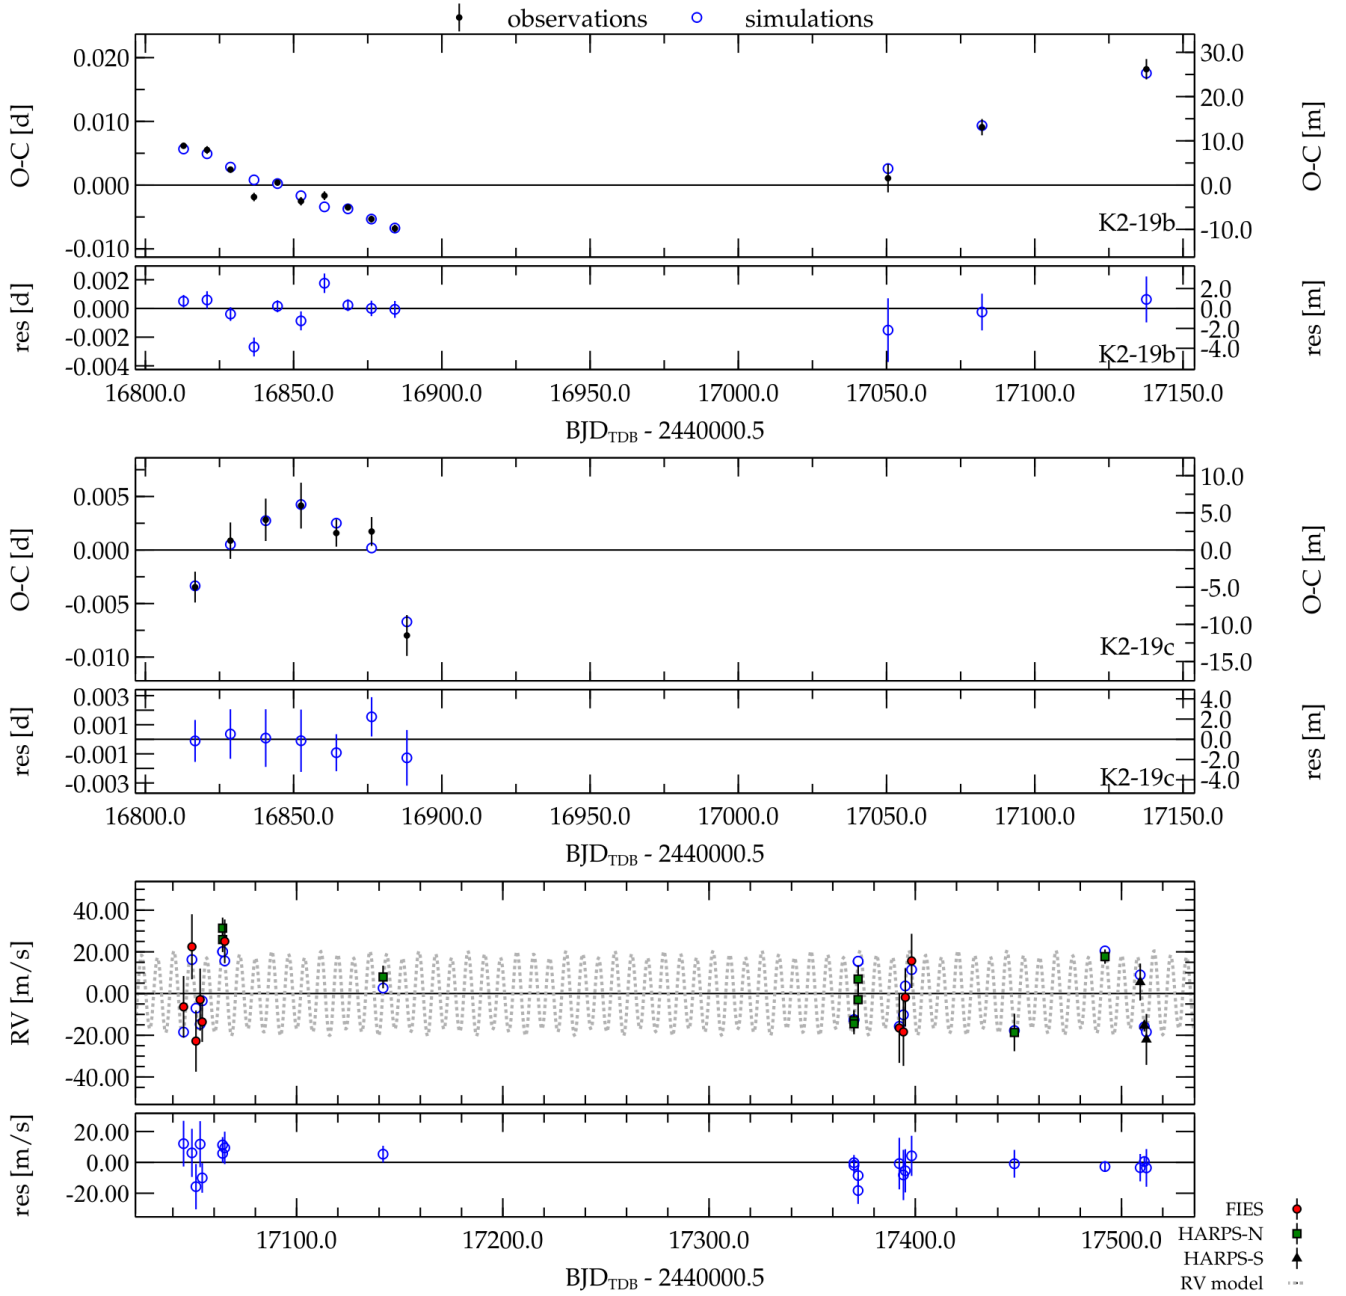 observations simulations
0.020
0.010
0.000
-0.010
O-C [d]
30.0
20.0
10.0
0.0
-10.0
O-C [m]
K2-19b
0.002
0.000
-0.002
-0.004
res [d]
2.0
0.0
-2.0
-4.0
res [m]
K2-19b
16800.0 16850.0 16900.0 16950.0 17000.0 17050.0 17100.0 17150.0
BJDTDB - 2440000.5
0.005
0.000
-0.005
-0.010
O-C [d]
10.0
5.0
0.0
-5.0
-10.0
-15.0
O-C [m]
K2-19c
0.003
0.001
-0.001
-0.003
res [d]
4.0
2.0
0.0
-2.0
-4.0
res [m]
K2-19c
16800.0 16850.0 16900.0 16950.0 17000.0 17050.0 17100.0 17150.0
BJDTDB - 2440000.5
40.00
20.00
0.00
-20.00
-40.00
RV [m/s]
20.00
0.00
-20.00
res [m/s]
17100.0 17200.0 17300.0 17400.0 17500.0
BJDTDB - 2440000.5
FIES
HARPS-N
HARPS-S
RV model